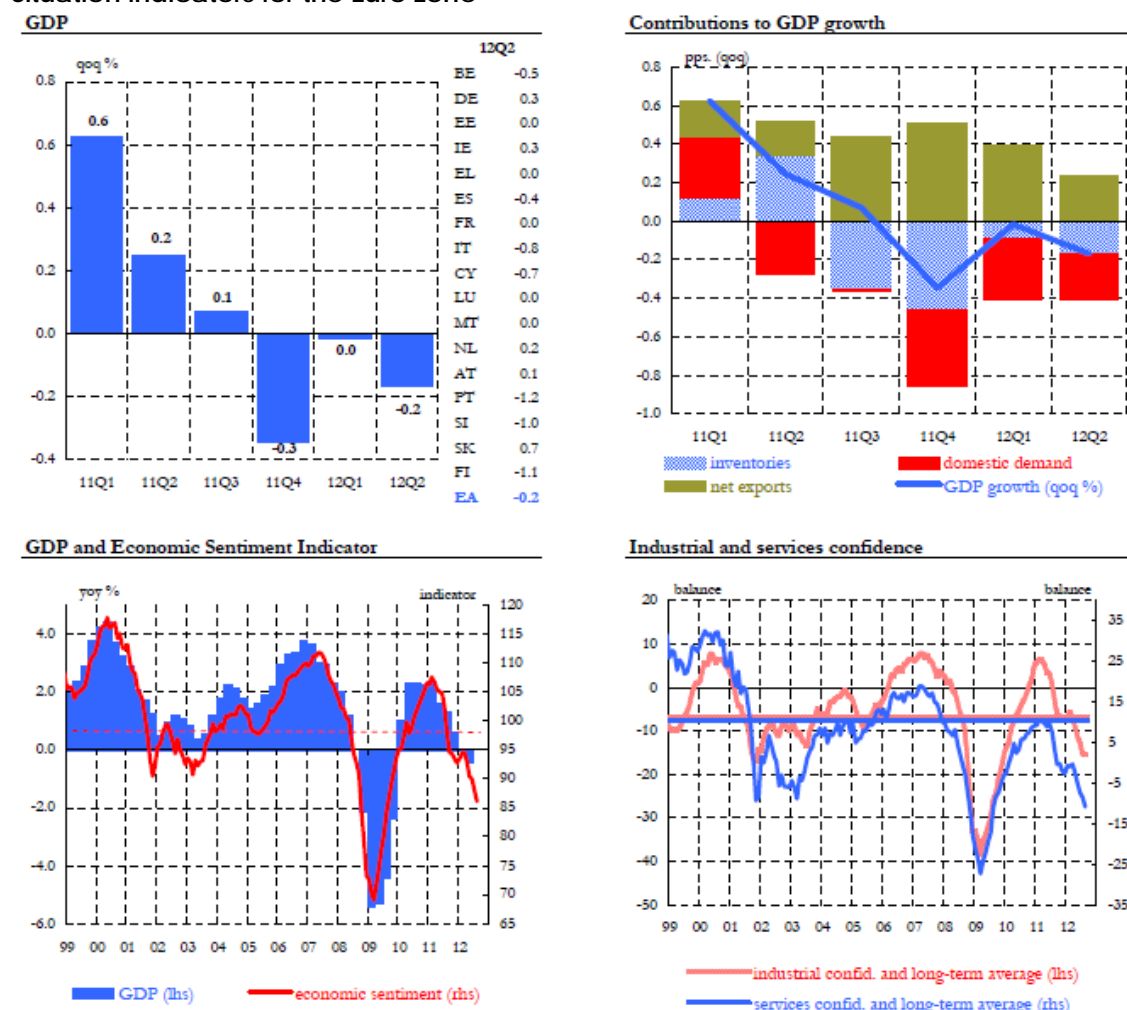 situation indicators for the Euro zone
GDP
qoq %
0.8
0.6
0.4
0.2
0.0
-0.2
-0.4
0.6
0.2
0.1
-0.3
0.0
-0.2
11Q1 11Q2 11Q3 11Q4 12Q1 12Q2
12Q2
BE -0.5
DE 0.3
EE 0.0
IE 0.3
EL 0.0
ES -0.4
FR 0.0
IT -0.8
CY -0.7
LU 0.0
MT 0.0
NL 0.2
AT 0.1
PT -1.2
SI -1.0
SK 0.7
FI -1.1
EA -0.2
Contributions to GDP growth
pps. (qoq)
0.8
0.6
0.4
0.2
0.0
-0.2
-0.4
-0.6
-0.8
-1.0
11Q1 11Q2 11Q3 11Q4 12Q1 12Q2
inventories domestic demand
net exports GDP growth (qoq %)
GDP and Economic Sentiment Indicator
yoy % indicator
4.0
2.0
0.0
-2.0
-4.0
-6.0
120
115
110
105
100
95
90
85
80
75
70
65
99 00 01 02 03 04 05 06 07 09 10 11 12
GDP (lhs) economic sentiment (rhs)
Industrial and services confidence
balance balance
20
10
0
-10
-20
-30
-40
-50
35
25
15
5
-5
-15
-25
-35
99 00 01 02 03 04 05 06 07 08 09 10 11 12
industrial confid. and long-term average (lhs)
services confid. and long-term average (rhs)